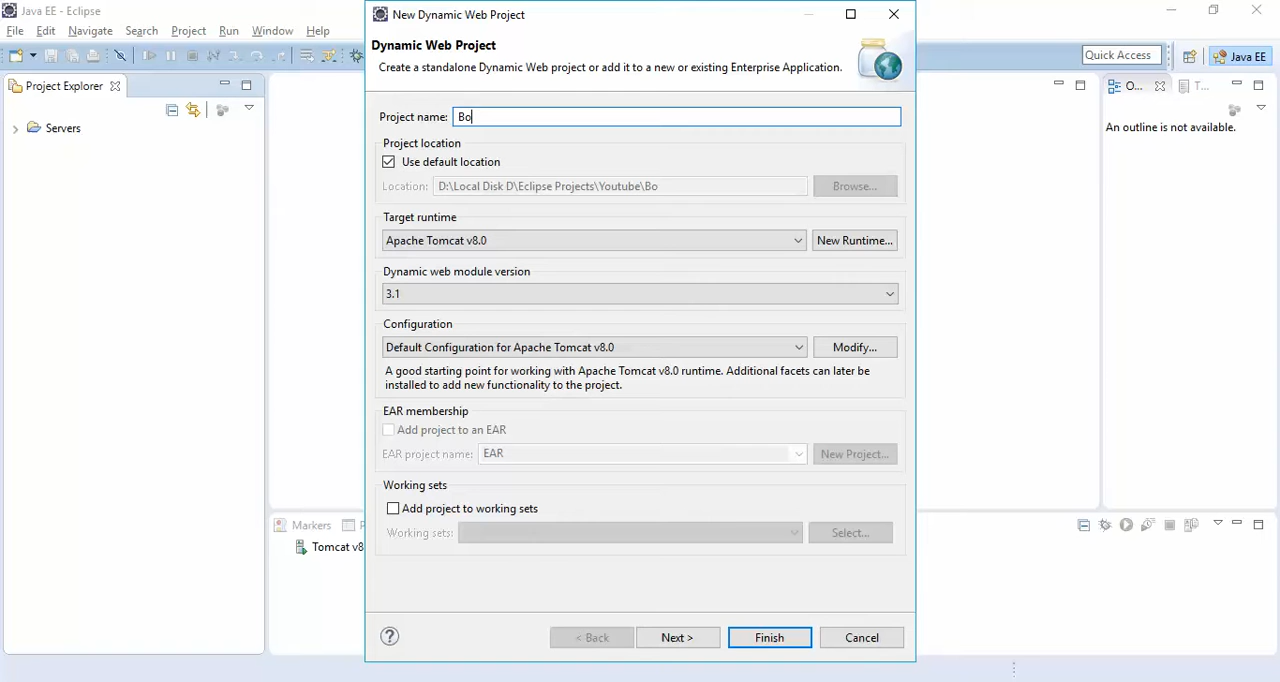 Java EE - Eclipse
File Edit Navigate Search Project Run Window Help
Quick Access
Java EE
Project Explorer
Servers
New Dynamic Web Project
Dynamic Web Project
Create a standalone Dynamic Web project or add it to a new or existing Enterprise Application.
Project name: Bo
Project location
Use default location
Location: D:\Local Disk D\Eclipse Projects\Youtube\Bo Browse...
Target runtime
Apache Tomcat v8.0 New Runtime...
Dynamic web module version
3.1
Configuration
Default Configuration for Apache Tomcat v8.0 Modify...
A good starting point for working with Apache Tomcat v8.0 runtime. Additional facets can later be
installed to add new functionality to the project.
EAR membership
Add project to an EAR
EAR project name: EAR New Project...
Working sets
Add project to working sets
Working sets: Select...
? < Back Next > Finish Cancel
O... T...
An outline is not available.
Markers P
Tomcat v8